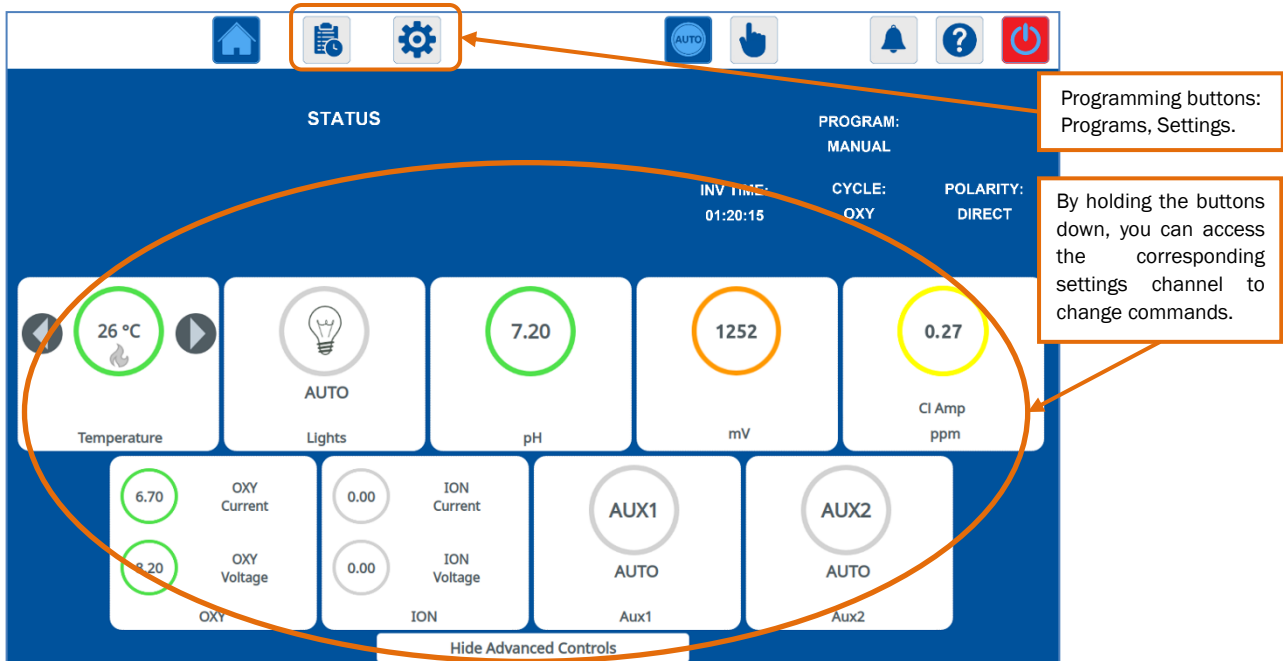 AUTO
?
Programming buttons:
Programs, Settings.
STATUS
PROGRAM:
MANUAL
INV TIME:
01:20:15
CYCLE:
OXY
POLARITY:
DIRECT
By holding the buttons
down, you can access
the corresponding
settings channel to
change commands.
26 °C
Temperature
AUTO
Lights
7.20
pH
1252
mV
0.27
Cl Amp
ppm
6.70
OXY
Current
8.20
OXY
Voltage
OXY
0.00
ION
Current
0.00
ION
Voltage
ION
AUX1
AUTO
Aux1
AUX2
AUTO
Aux2
Hide Advanced Controls